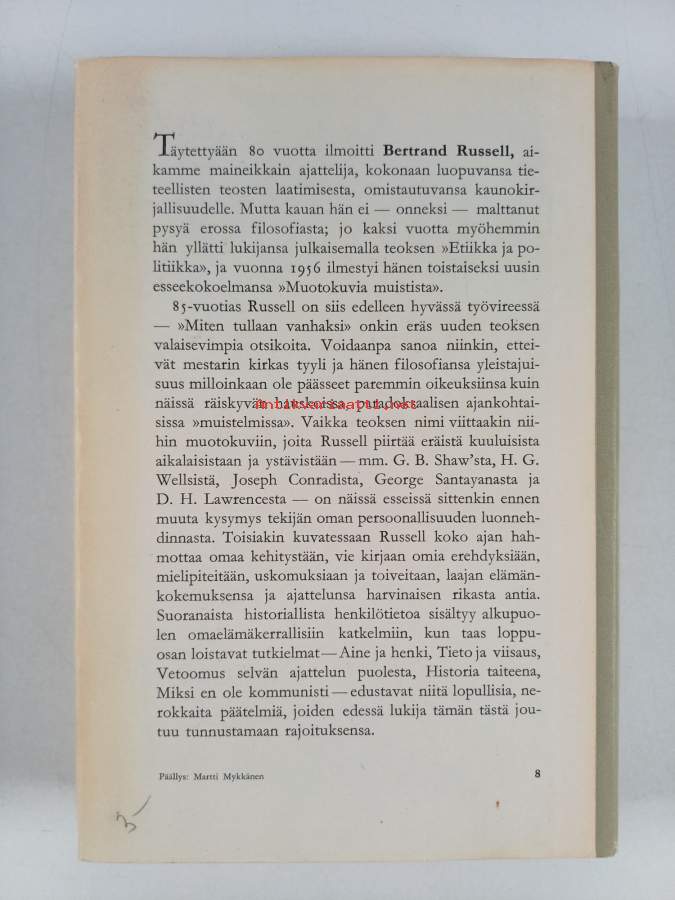 Täytettyään 80 vuotta ilmoitti Bertrand Russell, ai-
kamme maineikkain ajattelija, kokonaan luopuvansa tie-
teellisten teosten laatimisesta, omistautuvansa kaunokir-
jallisuudelle. Mutta kauan hän ei — onneksi — malttanut
pysyä erossa filosofiasta; jo kaksi vuotta myöhemmin
hän yllätti lukijansa julkaisemalla teoksen »Etiikka ja po-
litiikka», ja vuonna 1956 ilmestyi hänen toistaiseksi uusin
esseekokoelmansa »Muotokuvia muistista».
85-vuotias Russell on siis edelleen hyvässä työvireessä
— »Miten tullaan vanhaksi» onkin eräs uuden teoksen
valaisevimpia otsikoita. Voidaanpa sanoa niinkin, ettei-
vät mestarin kirkas tyyli ja hänen filosofiansa yleistajui-
suus milloinkaan ole päässeet paremmin oikeuksiinsa kuin
näissä räiskyvän hauskoissa, paradoksaalisen ajankohtai-
antikvariaatti.net
sissa »muistelmissa». Vaikka teoksen nimi viittaakin nii-
hin muotokuviin, joita Russell piirtää eräistä kuuluisista
aikalaisistaan ja ystävistään — mm. G. B. Shaw'sta, H. G.
Wellsistä, Joseph Conradista, George Santayanasta ja
D. H. Lawrencesta — on näissä esseissä sittenkin ennen
muuta kysymys tekijän oman persoonallisuuden luonneh-
dinnasta. Toisiakin kuvatessaan Russell koko ajan hah-
mottaa omaa kehitystään, vie kirjaan omia erehdyksiään,
mielipiteitään, uskomuksiaan ja toiveitaan, laajan elämän-
kokemuksensa ja ajattelunsa harvinaisen rikasta antia.
Suoranaista historiallista henkilötietoa sisältyy alkupuo-
len omaelämäkerrallisiin katkelmiin, kun taas loppu-
osan loistavat tutkielmat — Aine ja henki, Tieto ja viisaus,
Vetoomus selvän ajattelun puolesta, Historia taiteena,
Miksi en ole kommunisti — edustavat niitä lopullisia, ne-
rokkaita päätelmiä, joiden edessä lukija tämän tästä jou-
tuu tunnustamaan rajoituksensa.
Päällys: Martti Mykkänen
8